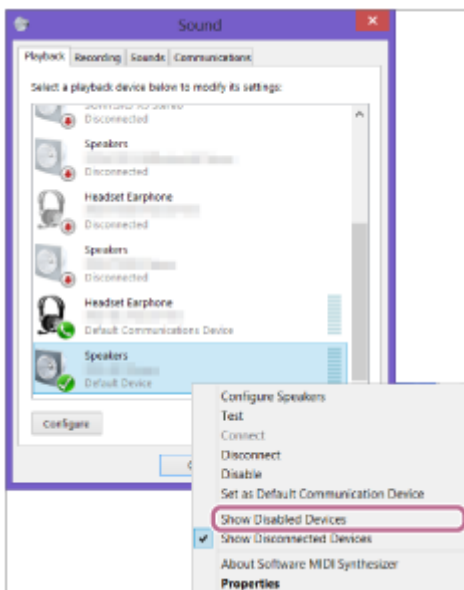 Sound
Playback Recording Sounds Communications
Select a playback device below to modify its settings:
Disconnected
Speakers
Disconnected
Headset Earphone
Disconnected
Speakers
Disconnected
Headset Earphone
Default Communications Device
Speakers
Default Device
Configure
Configure Speakers
Test
Connect
Disconnect
Disable
Set as Default Communication Device
Show Disabled Devices
Show Disconnected Devices
About Software MIDI Synthesizer
Properties